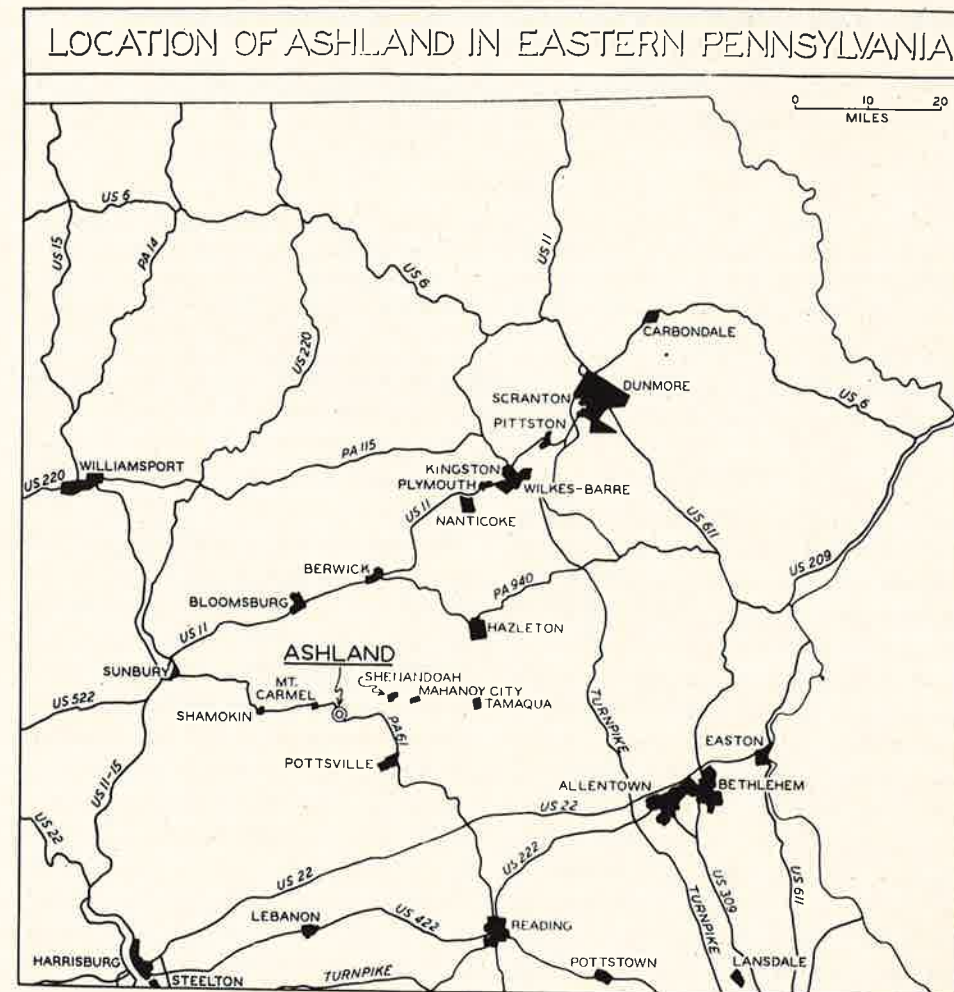 LOCATION OF ASHLAND IN EASTERN PENNSYLVANIA
0 10 20
MILES
US 6
US 15
PA 14
US 11
US 6
US 220
CARBONDALE
DUNMORE
SCRANTON
US 6
PITTSTON
PA 115
WILLIAMSPORT
US 220
KINGSTON
PLYMOUTH
WILKES-BARRE
US 11
NANTICOKE
US 611
US 209
BERWICK
PA 940
BLOOMSBURG
HAZLETON
US 11
ASHLAND
SUNBURY
SHENANDOAH
MT.
CARMEL
MAHANOY CITY
TAMAQUA
US 522
SHAMOKIN
PA 61
TURNPIKE
EASTON
POTTSVILLE
US 11-15
ALLENTOWN
BETHLEHEM
US 22
US 22
US 222
US 22
US 309
US 611
LEBANON
US 422
READING
TURNPIKE
HARRISBURG
STEELTON
TURNPIKE
POTTSTOWN
LANSDALE